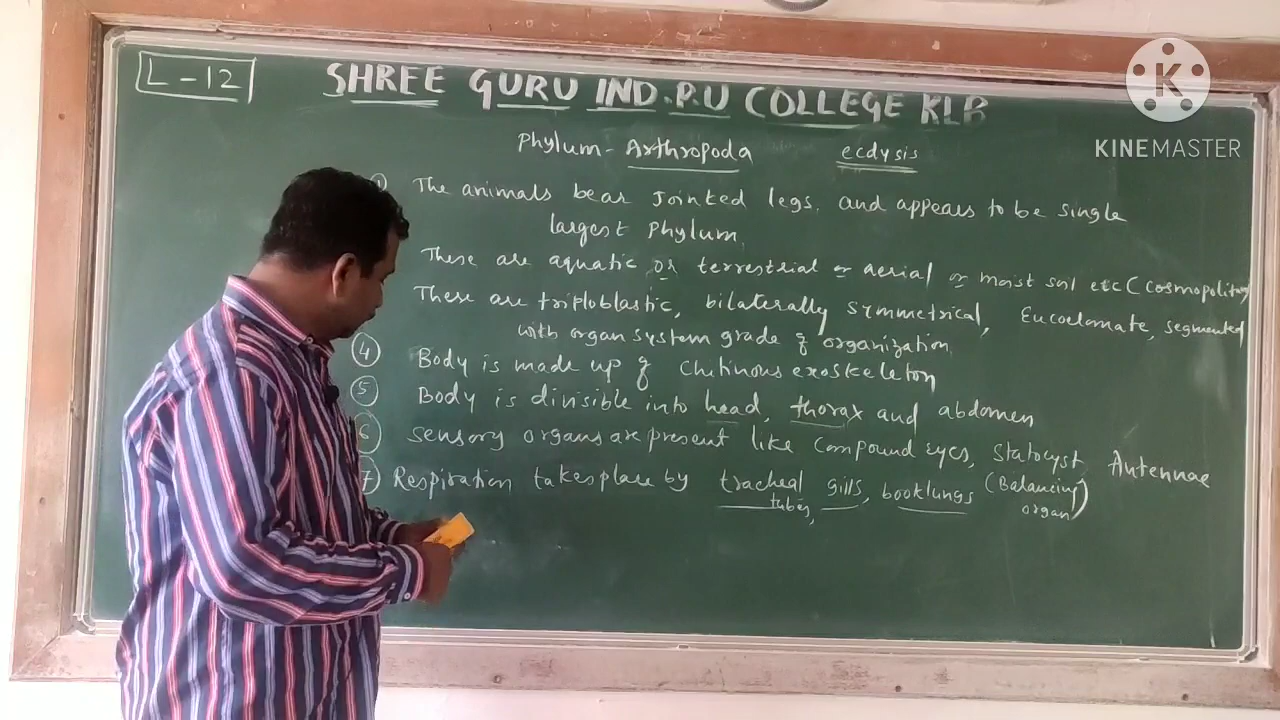 L-12
SHREE GURU IND.P.U COLLEGE KLB
K
KINEMASTER
Phylum - Arthropoda ecdysis
The animals bear Jointed legs. and appears to be single
largest Phylum.
These are aquatic or terrestrial or aerial or moist soil etc (cosmopolitan)
These are triploblastic, bilaterally symmetrical, Eucoelomate, segmented
with organ system grade of organization
4 Body is made up of Chitinous exoskeleton
5 Body is divisible into head, thorax and abdomen
6 Sensory organs are present like Compound eyes, Statocyst, Antennae
(Balancing
organ)
7) Respiration takes place by tracheal gills, booklungs
tubes,